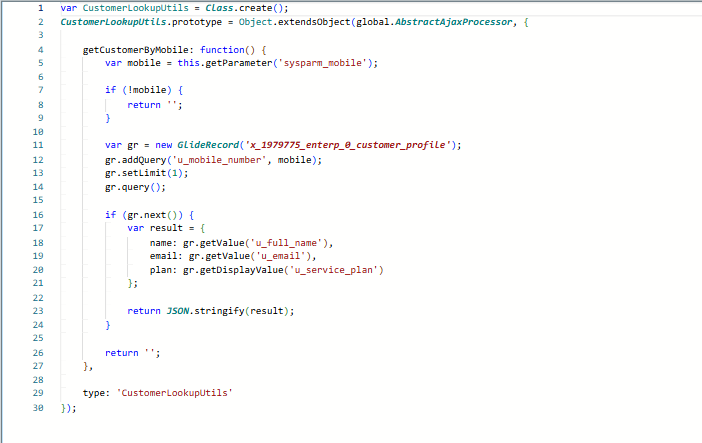 1 var CustomerLookupUtils = Class.create();
2 CustomerLookupUtils.prototype = Object.extendsObject(global.AbstractAjaxProcessor, {
3
4 getCustomerByMobile: function() {
5 var mobile = this.getParameter('sysparm_mobile');
6
7 if (!mobile) {
8 return '';
9 }
10
11 var gr = new GlideRecord('x_1979775_enterp_0_customer_profile');
12 gr.addQuery('u_mobile_number', mobile);
13 gr.setLimit(1);
14 gr.query();
15
16 if (gr.next()) {
17 var result = {
18 name: gr.getValue('u_full_name'),
19 email: gr.getValue('u_email'),
20 plan: gr.getDisplayValue('u_service_plan')
21 };
22
23 return JSON.stringify(result);
24 }
25
26 return '';
27 },
28
29 type: 'CustomerLookupUtils'
30 });